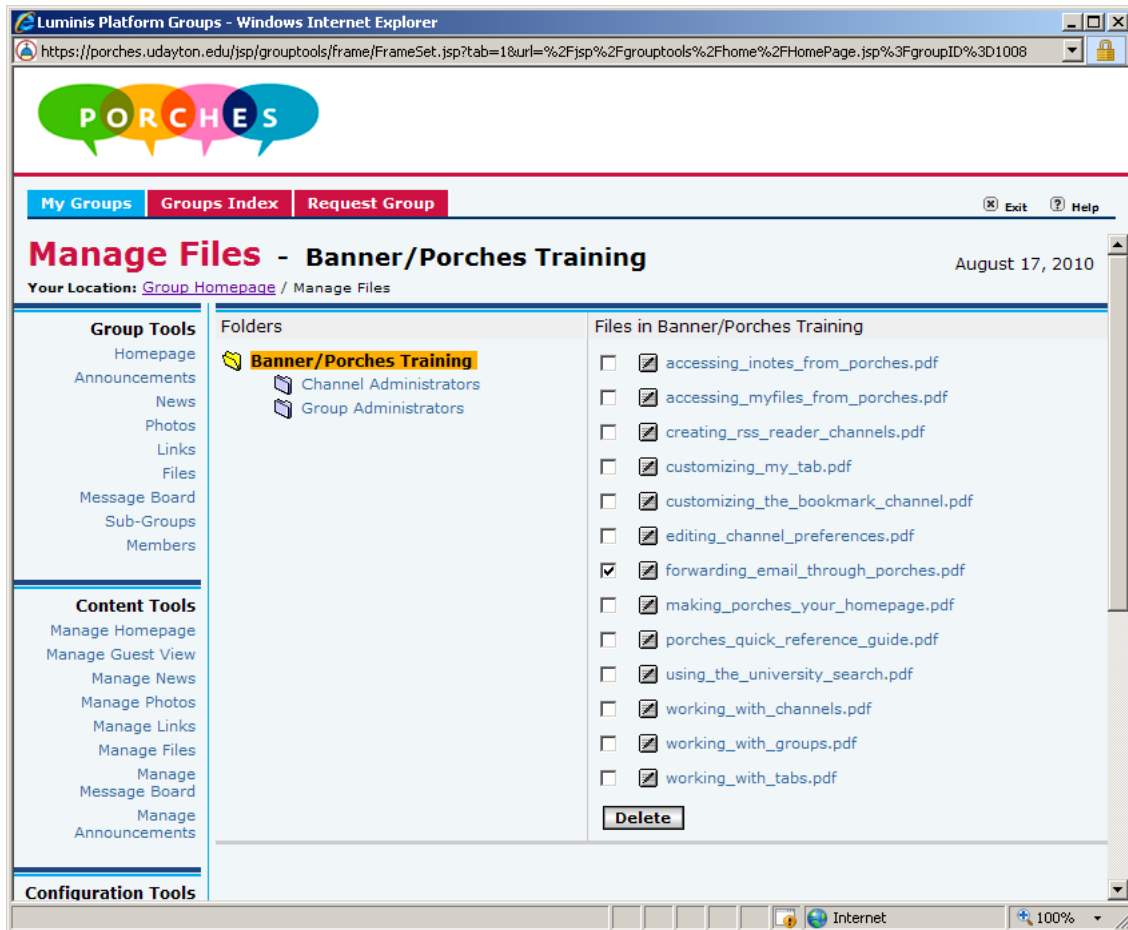 Luminis Platform Groups - Windows Internet Explorer
https://porches.udayton.edu/jsp/grouptools/frame/FrameSet.jsp?tab=1&url=%2Fjsp%2Fgrouptools%2Fhome%2FHomePage.jsp%3FgroupID%3D1008
PORCHES
My Groups Groups Index Request Group Exit Help
Manage Files - Banner/Porches Training
August 17, 2010
Your Location: Group Homepage / Manage Files
Group Tools
Homepage
Announcements
News
Photos
Links
Files
Message Board
Sub-Groups
Members
Content Tools
Manage Homepage
Manage Guest View
Manage News
Manage Photos
Manage Links
Manage Files
Manage
Message Board
Manage
Announcements
Configuration Tools
Folders
Banner/Porches Training
Channel Administrators
Group Administrators
Files in Banner/Porches Training
accessing_inotes_from_porches.pdf
accessing_myfiles_from_porches.pdf
creating_rss_reader_channels.pdf
customizing_my_tab.pdf
customizing_the_bookmark_channel.pdf
editing_channel_preferences.pdf
forwarding_email_through_porches.pdf
making_porches_your_homepage.pdf
porches_quick_reference_guide.pdf
using_the_university_search.pdf
working_with_channels.pdf
working_with_groups.pdf
working_with_tabs.pdf
Delete
Internet
100%